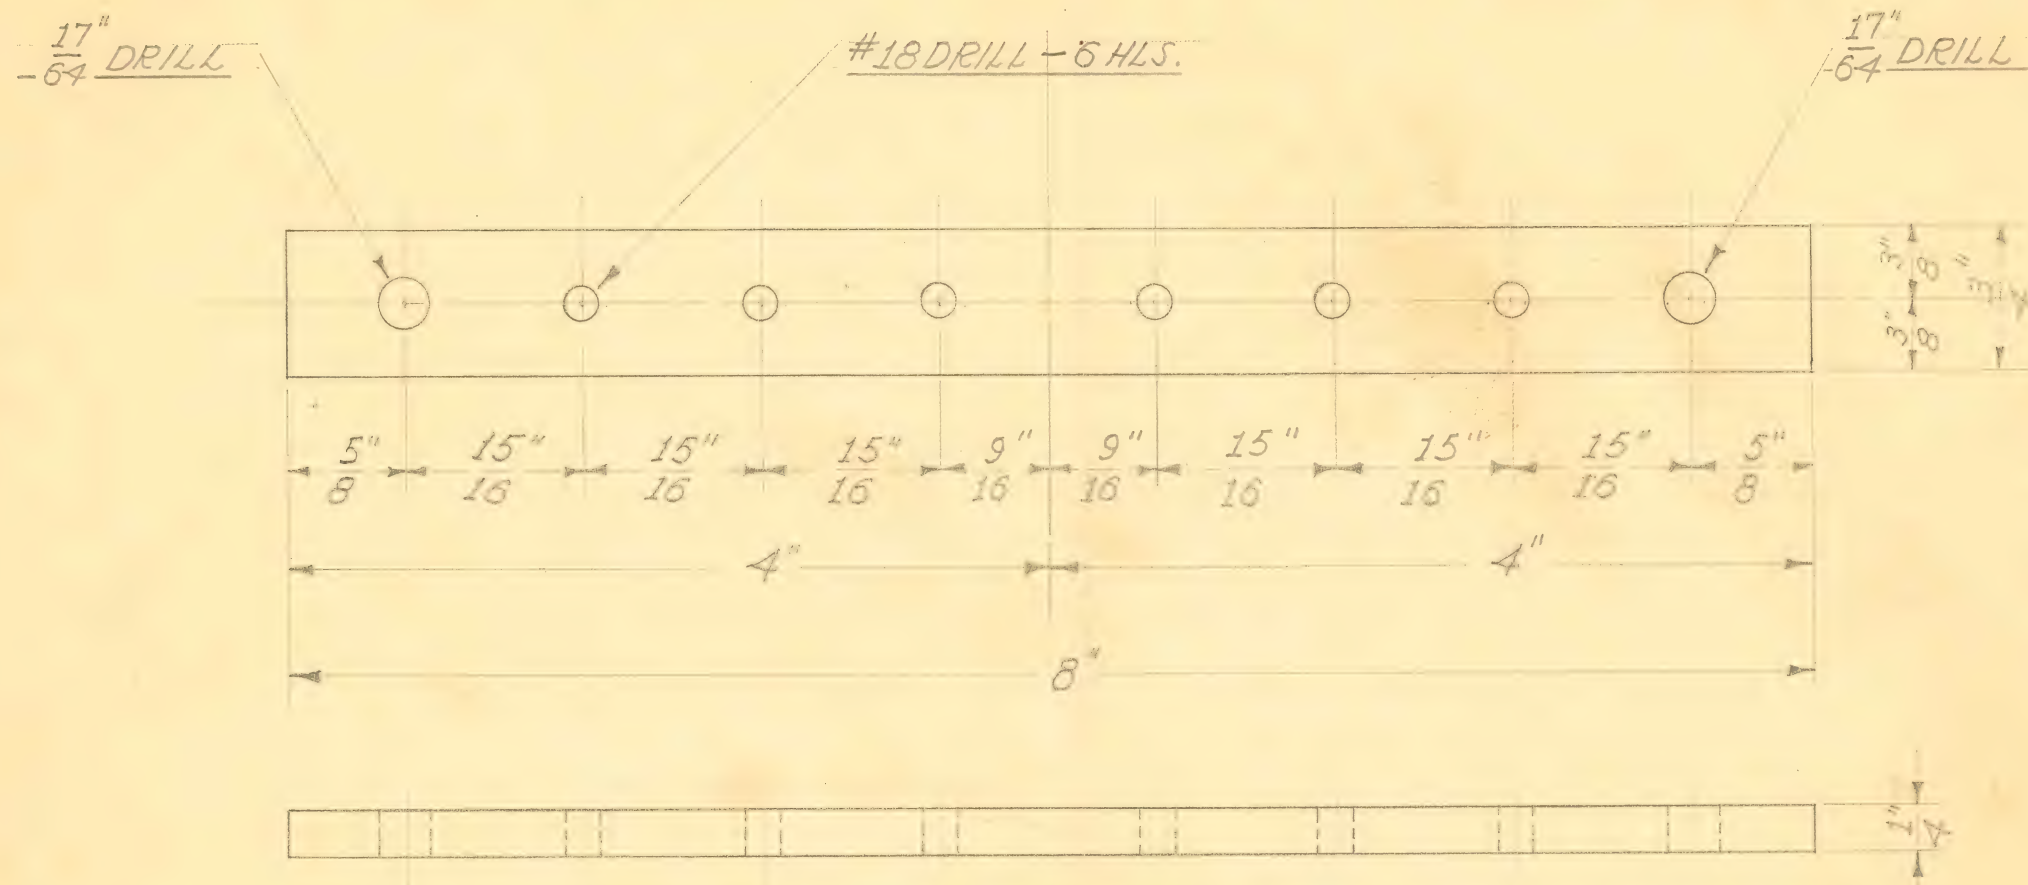 17" DRILL
64
#18 DRILL - 6 HLS.
17" DRILL
64
3"
8
3"
8
3"
4
5" 15" 15" 15" 9" 9" 15" 15" 15" 5"
8 16 16 16 16 16 16 16 16 8
4" 4"
8"
1"
4